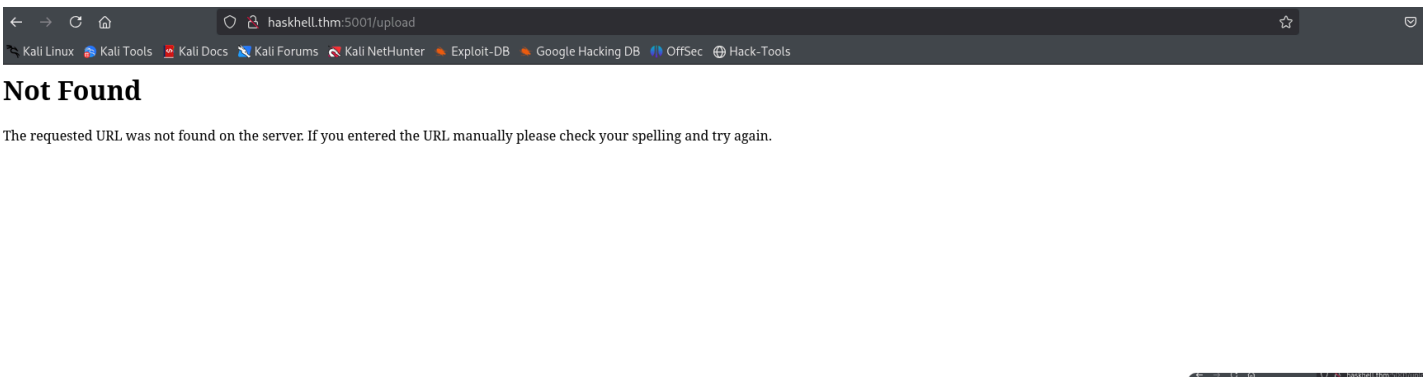 haskhell.thm:5001/upload
Kali Linux Kali Tools Kali Docs Kali Forums Kali NetHunter Exploit-DB Google Hacking DB OffSec Hack-Tools
Not Found
The requested URL was not found on the server. If you entered the URL manually please check your spelling and try again.